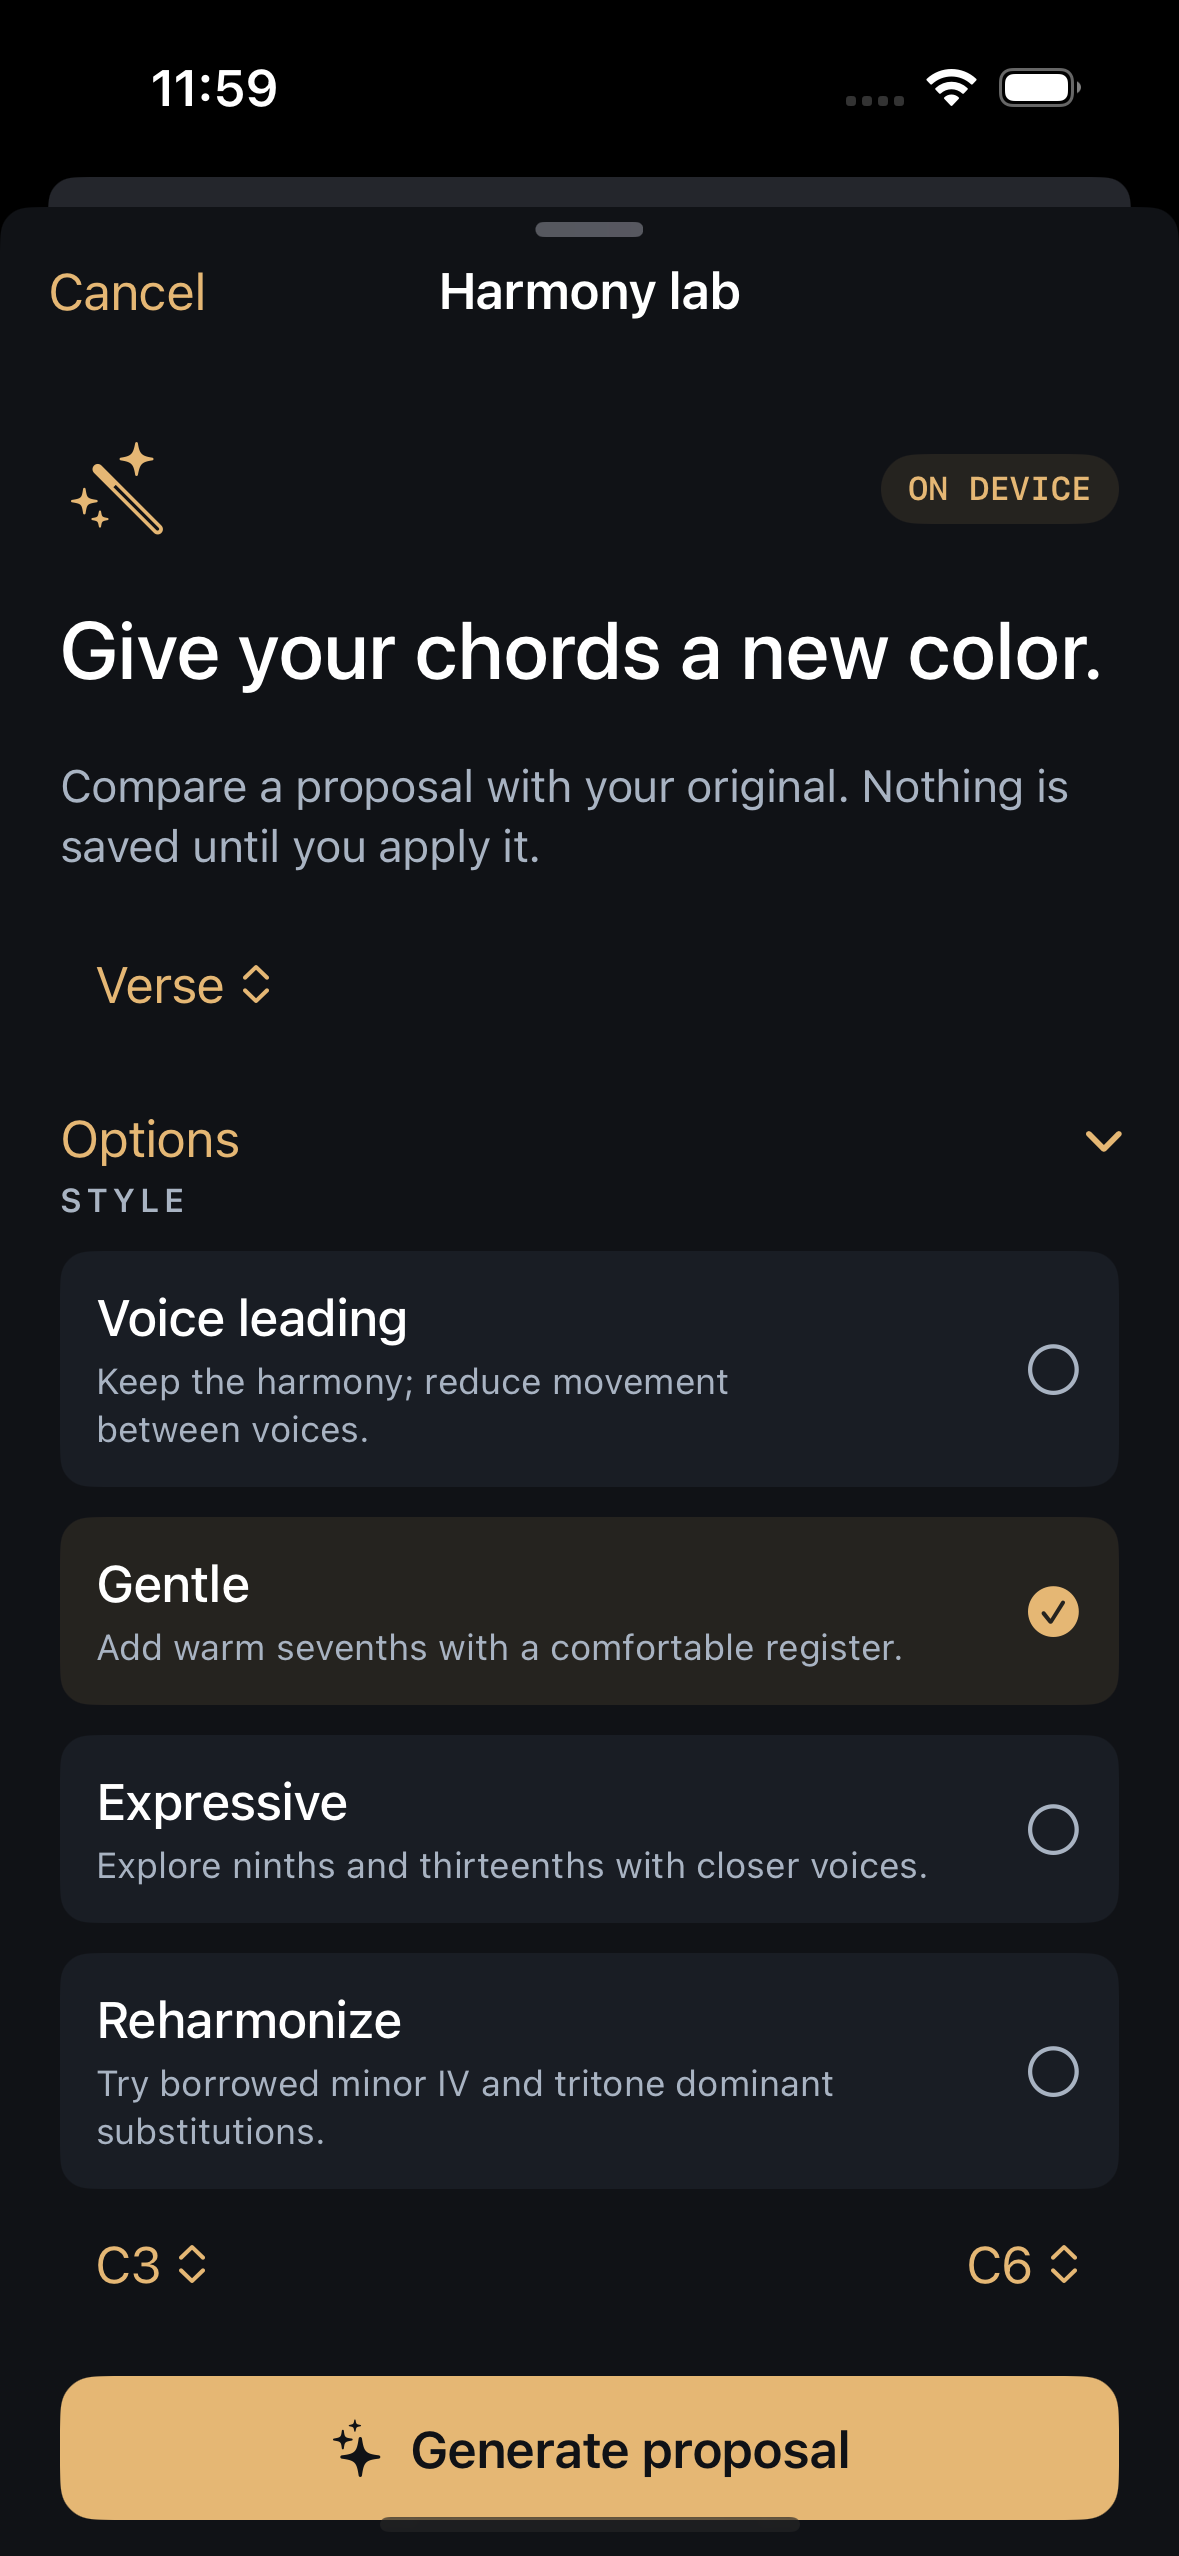 11:59
Cancel
Harmony lab
ON DEVICE
Give your chords a new color.
Compare a proposal with your original. Nothing is
saved until you apply it.
Verse
Options
STYLE
Voice leading
Keep the harmony; reduce movement
between voices.
Gentle
Add warm sevenths with a comfortable register.
Expressive
Explore ninths and thirteenths with closer voices.
Reharmonize
Try borrowed minor IV and tritone dominant
substitutions.
C3
C6
Generate proposal